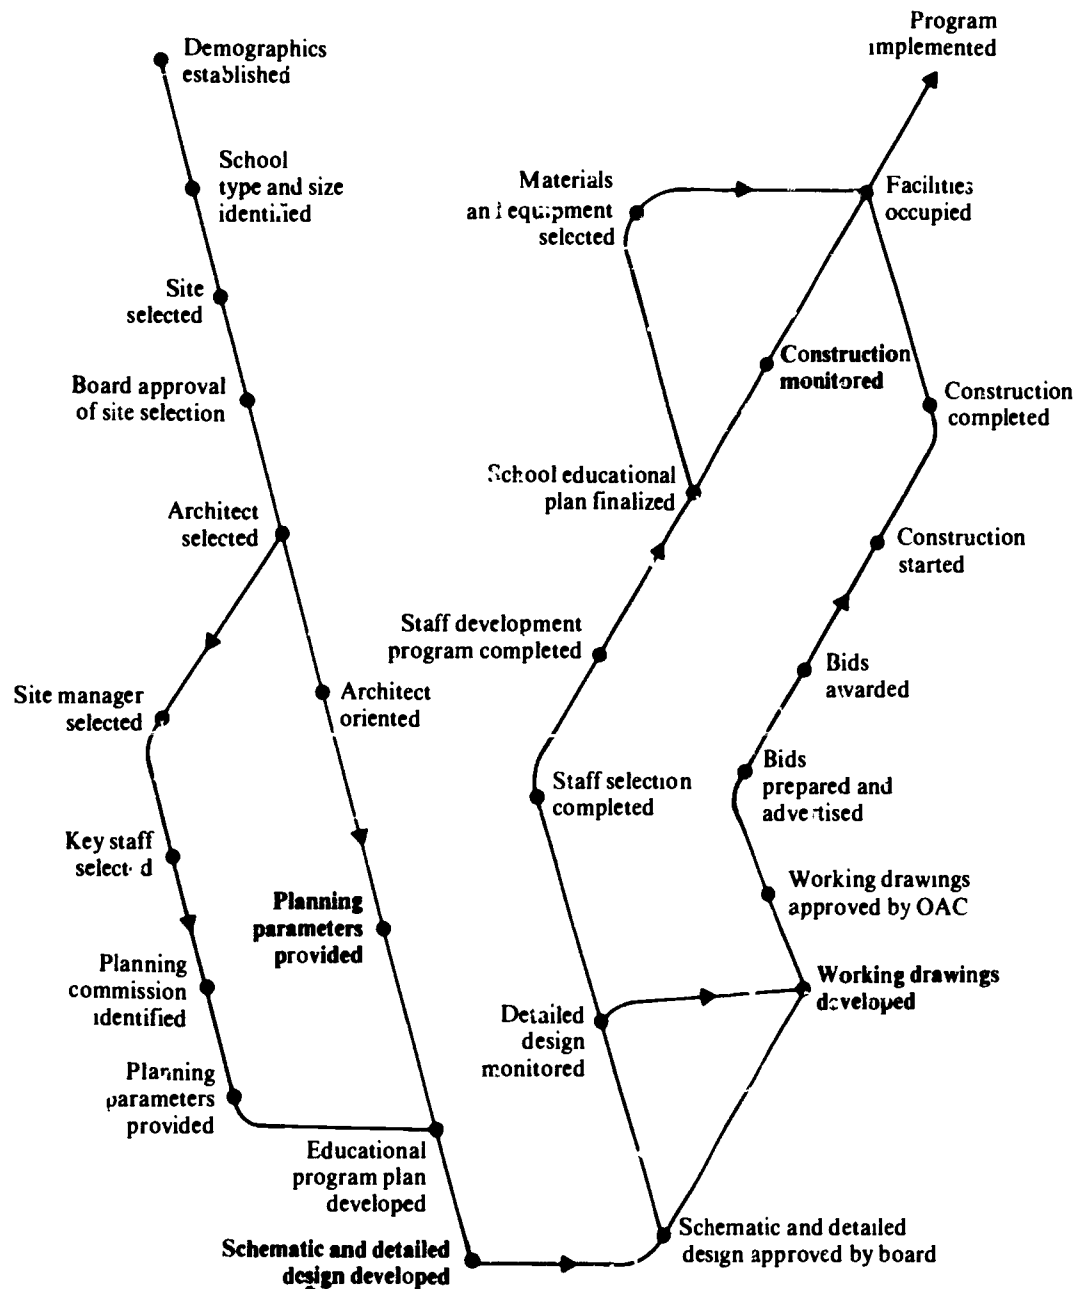 Demographics
established
School
type and size
identified
Site
selected
Board approval
of site selection
Architect
selected
Site manager
selected
Architect
oriented
Key staff
selected
Planning
parameters
provided
Planning
commission
identified
Planning
parameters
provided
Educational
program plan
developed
Schematic and detailed
design developed
Program
implemented
Materials
and equipment
selected
Facilities
occupied
Construction
monitored
Construction
completed
School educational
plan finalized
Construction
started
Staff development
program completed
Bids
awarded
Staff selection
completed
Bids
prepared and
advertised
Working drawings
approved by OAC
Detailed
design
monitored
Working drawings
developed
Schematic and detailed
design approved by board